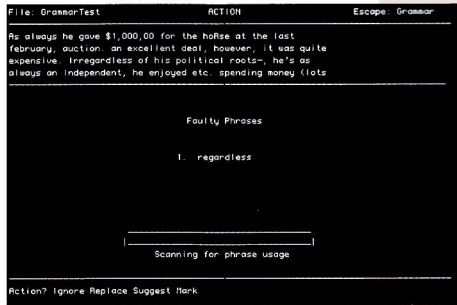 File: GrammarTest ACTION Escape: Grammar
As always he gave $1,000,00 for the hoRse at the last
february, auction. an excellent deal, however, it was quite
expensive. Irregardless of his political roots-, he's as
always an independent, he enjoyed etc. spending money (lots
Faulty Phrases
1. regardless
Scanning for phrase usage
Action? Ignore Replace Suggest Mark